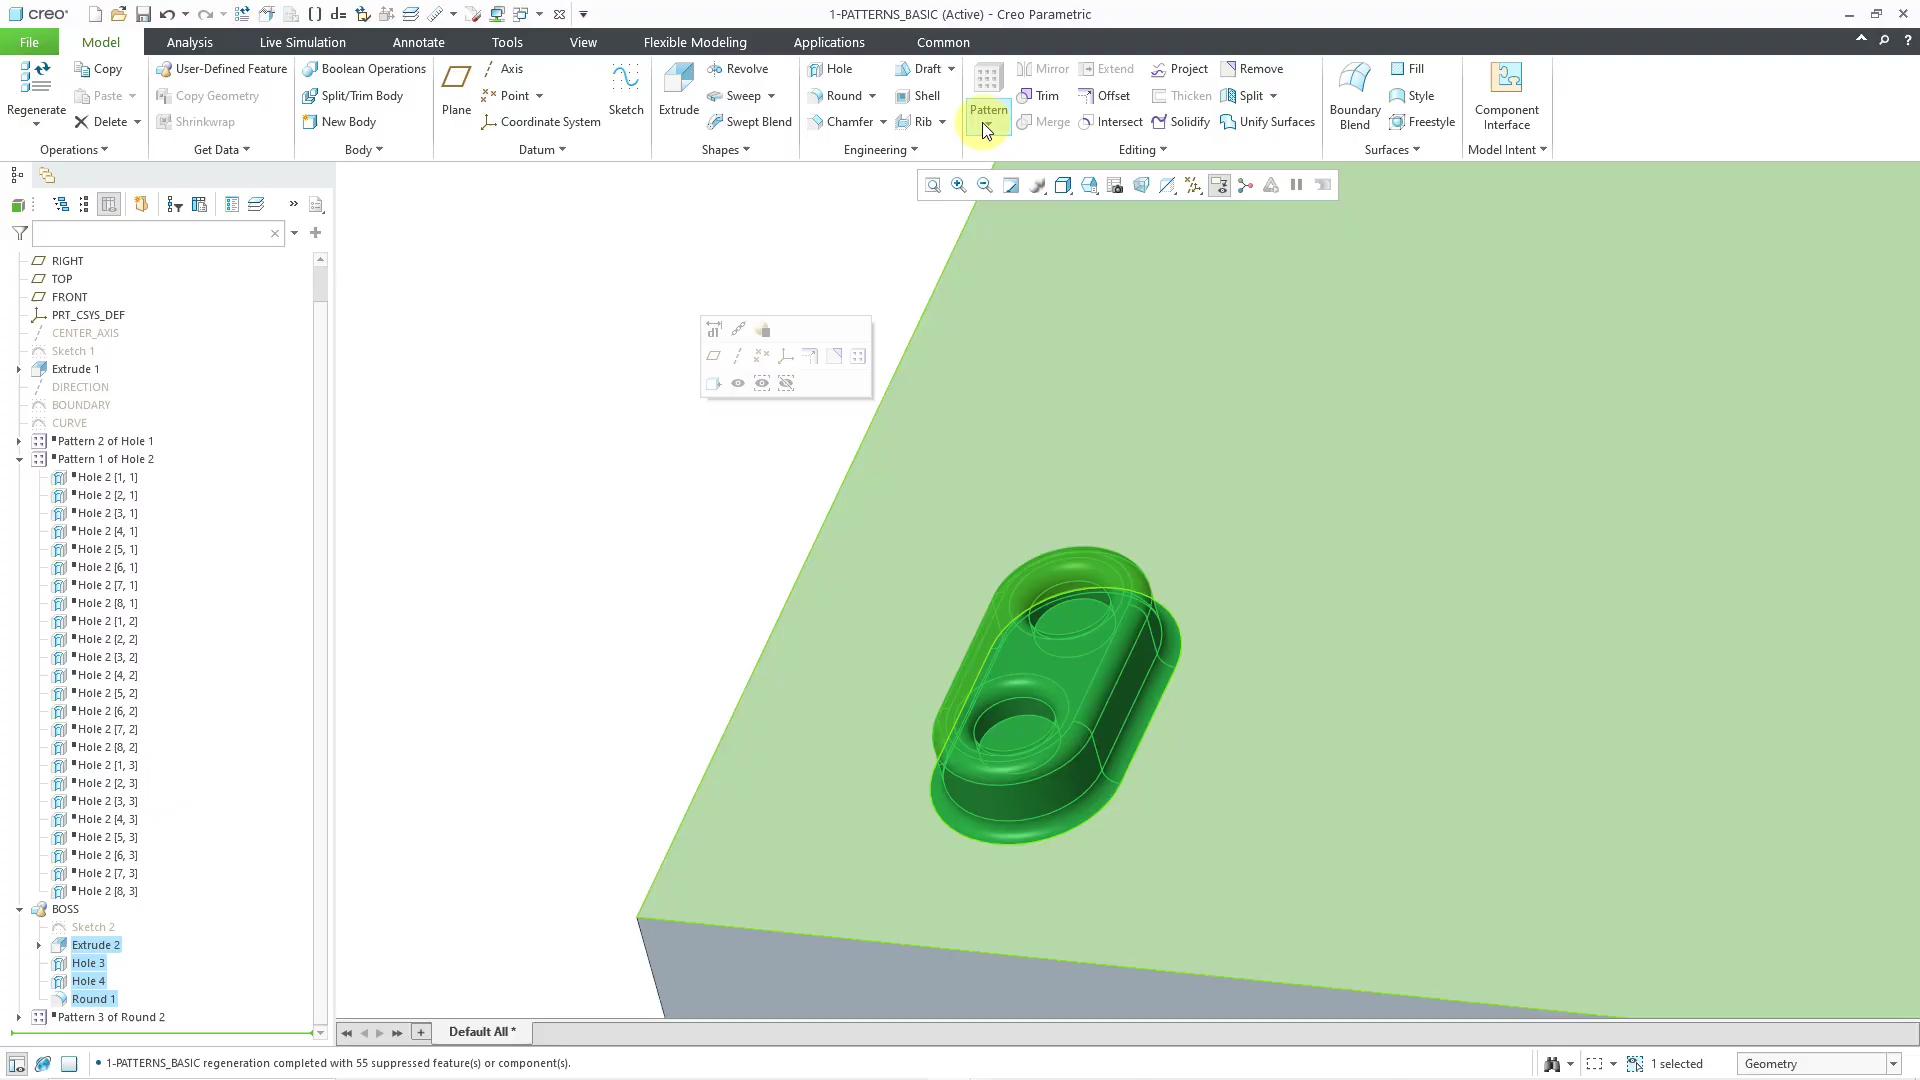 creo
1-PATTERNS_BASIC (Active) - Creo Parametric
File
Model
Analysis
Live Simulation
Annotate
Tools
View
Flexible Modeling
Applications
Common
Regenerate
Copy
Paste
Delete
Operations
User-Defined Feature
Copy Geometry
Shrinkwrap
Get Data
Boolean Operations
Split/Trim Body
New Body
Body
Plane
Axis
Point
Coordinate System
Sketch
Datum
Extrude
Revolve
Sweep
Swept Blend
Shapes
Hole
Round
Chamfer
Draft
Shell
Rib
Engineering
Pattern
Mirror
Trim
Merge
Extend
Offset
Intersect
Project
Thicken
Solidify
Remove
Split
Unify Surfaces
Editing
Boundary Blend
Fill
Style
Freestyle
Surfaces
Component Interface
Model Intent
RIGHT
TOP
FRONT
PRT_CSYS_DEF
CENTER_AXIS
Sketch 1
Extrude 1
DIRECTION
BOUNDARY
CURVE
Pattern 2 of Hole 1
Pattern 1 of Hole 2
Hole 2 [1, 1]
Hole 2 [2, 1]
Hole 2 [3, 1]
Hole 2 [4, 1]
Hole 2 [5, 1]
Hole 2 [6, 1]
Hole 2 [7, 1]
Hole 2 [8, 1]
Hole 2 [1, 2]
Hole 2 [2, 2]
Hole 2 [3, 2]
Hole 2 [4, 2]
Hole 2 [5, 2]
Hole 2 [6, 2]
Hole 2 [7, 2]
Hole 2 [8, 2]
Hole 2 [1, 3]
Hole 2 [2, 3]
Hole 2 [3, 3]
Hole 2 [4, 3]
Hole 2 [5, 3]
Hole 2 [6, 3]
Hole 2 [7, 3]
Hole 2 [8, 3]
BOSS
Sketch 2
Extrude 2
Hole 3
Hole 4
Round 1
Pattern 3 of Round 2
Default All *
• 1-PATTERNS_BASIC regeneration completed with 55 suppressed feature(s) or component(s).
1 selected
Geometry